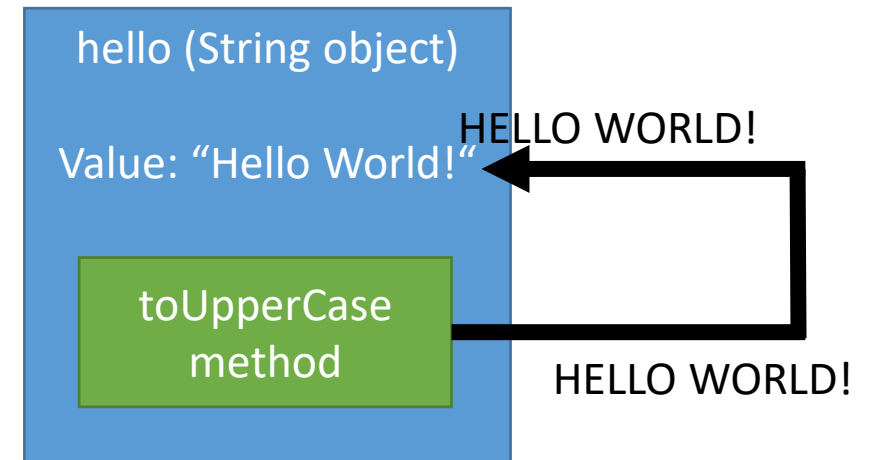 hello (String object)
HELLO WORLD!
Value: “Hello World!“
toUpperCase
method
HELLO WORLD!